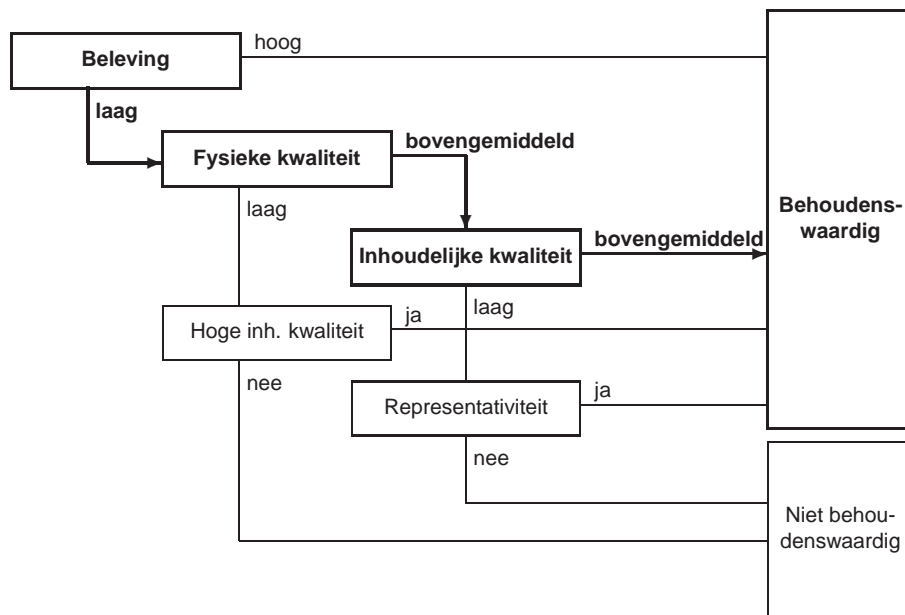 hoog
Beleving
laag
bovengemiddeld
Fysieke kwaliteit
laag
Behoudens-
waardig
bovengemiddeld
Inhoudelijke kwaliteit
laag
ja
Hoge inh. kwaliteit
nee
ja
Representativiteit
nee
Niet behou-
denswaardig